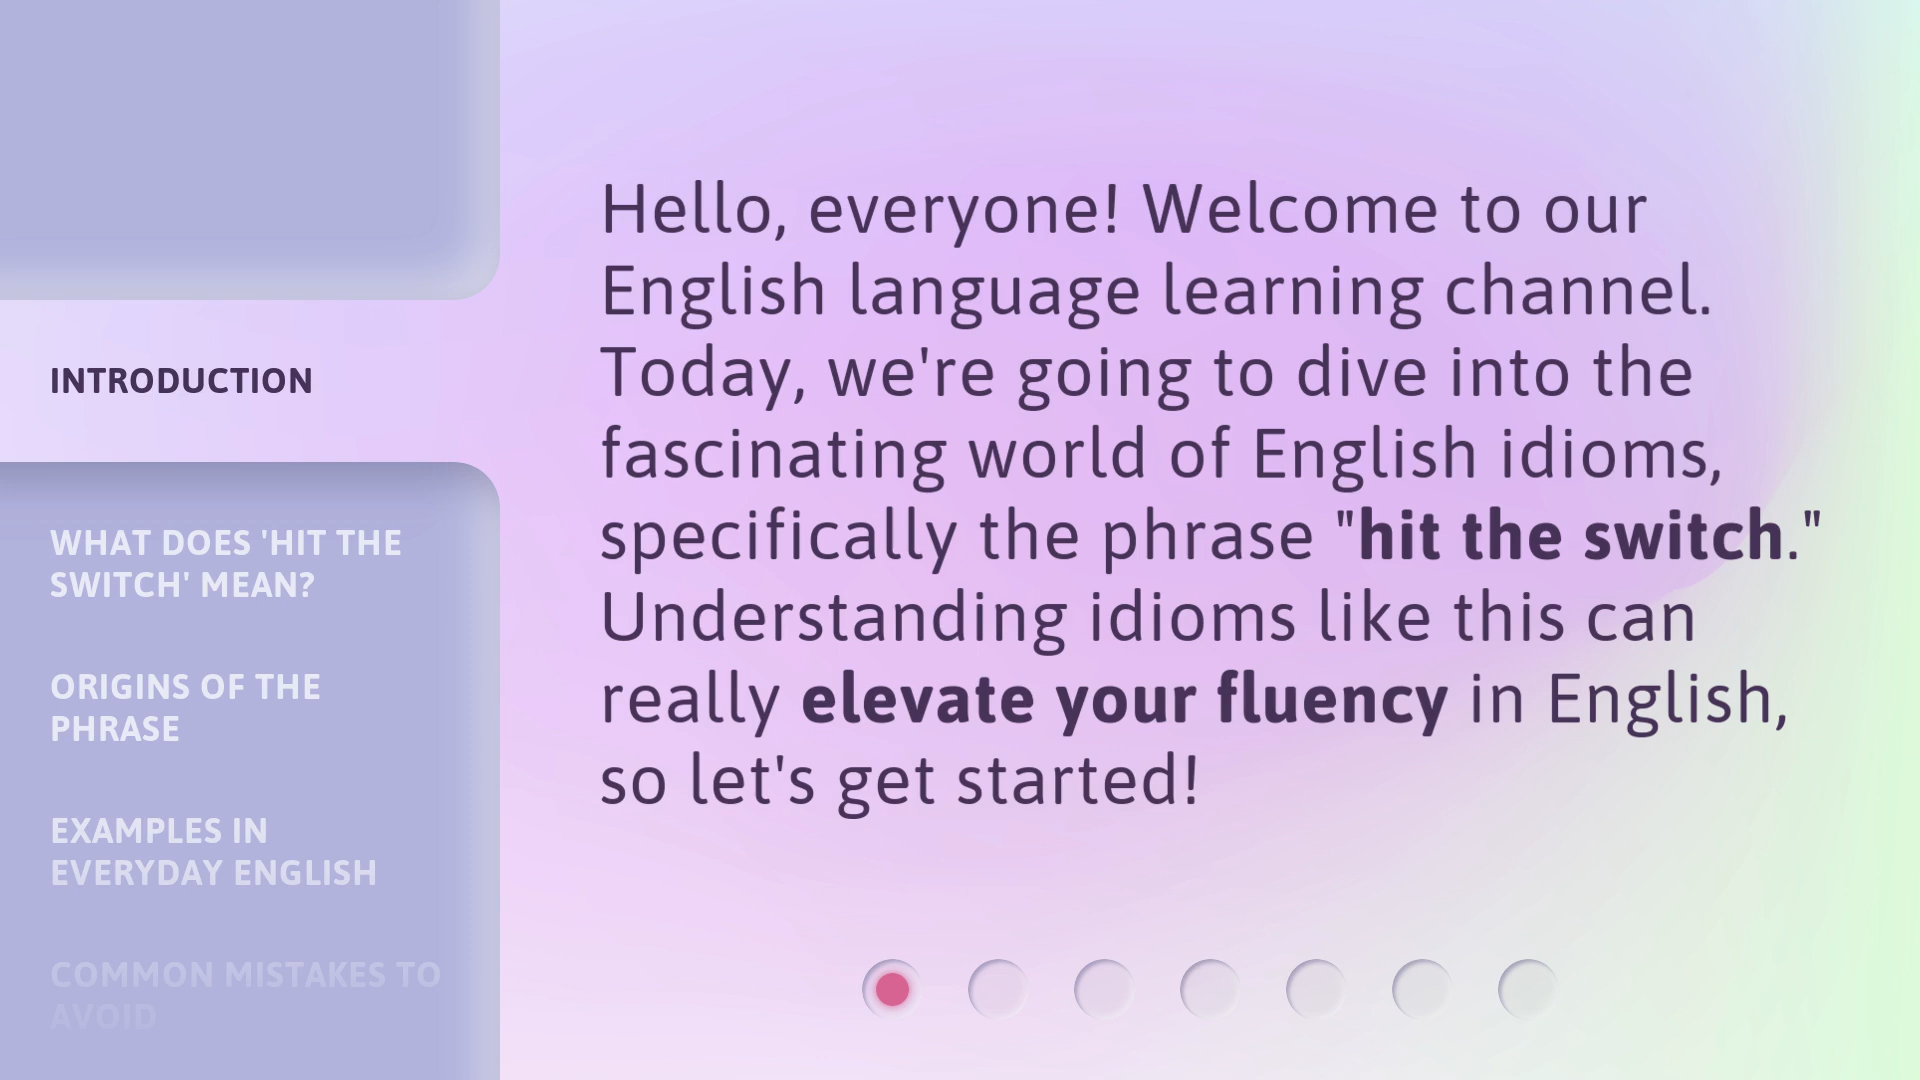 INTRODUCTION
WHAT DOES 'HIT THE
SWITCH' MEAN?
ORIGINS OF THE
PHRASE
EXAMPLES IN
EVERYDAY ENGLISH
COMMON MISTAKES TO
AVOID
Hello, everyone! Welcome to our
English language learning channel.
Today, we're going to dive into the
fascinating world of English idioms,
specifically the phrase "hit the switch."
Understanding idioms like this can
really elevate your fluency in English,
so let's get started!